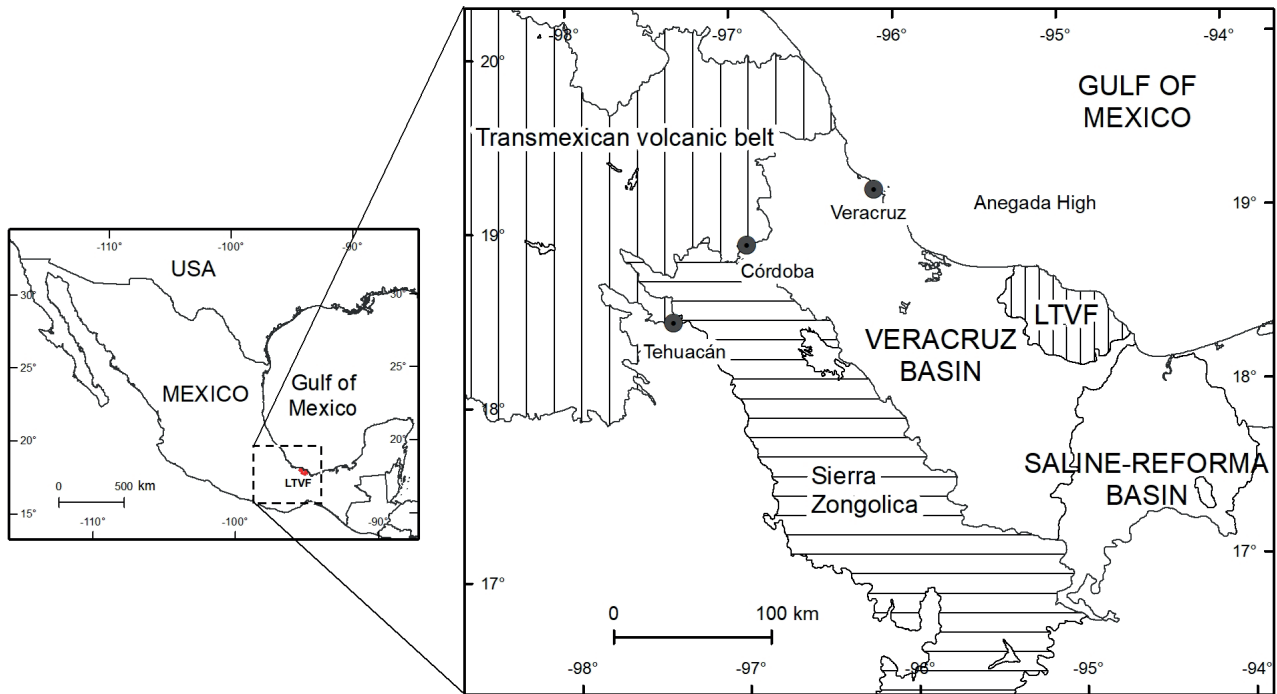 -110°
-100°
-90°
USA
30°
30°
25°
25°
MEXICO
Gulf of
Mexico
20°
20°
LTVF
0
500 km
15°
-110°
-100°
-902
-98°
-97°
-96°
-95°
-94°
20°
GULF OF
MEXICO
Transmexican volcanic belt
Veracruz
Anegada High
19°
19°
Córdoba
LTVF
Tehuacán
VERACRUZ
BASIN
18°
18°
Sierra
Zongolica
SALINE-REFORMA
BASIN
17°
17°
0
100 km
-98°
-97°
-96°
-95°
-94°